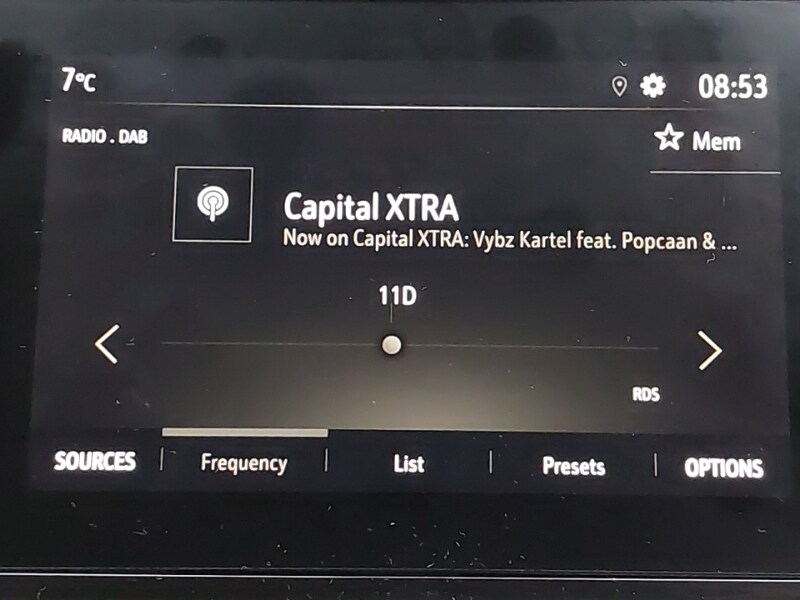 7°C 08:53
RADIO . DAB
Mem
Capital XTRA
Now on Capital XTRA: Vybz Kartel feat. Popcaan & ...
11D
RDS
SOURCES Frequency List Presets OPTIONS